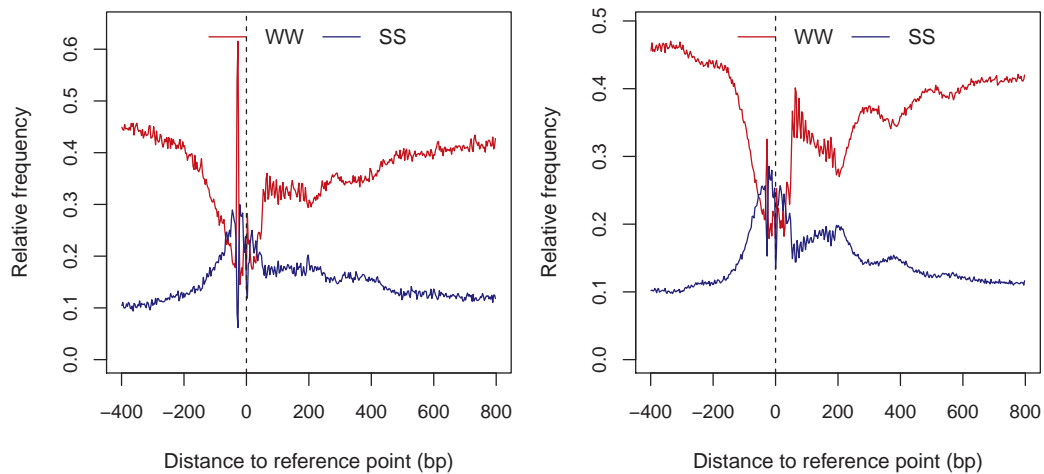 WW SS
Relative frequency
0.0 0.1 0.2 0.3 0.4 0.5 0.6
−400 −200 0 200 400 600 800
Distance to reference point (bp)
WW SS
Relative frequency
0.0 0.1 0.2 0.3 0.4 0.5
−400 −200 0 200 400 600 800
Distance to reference point (bp)